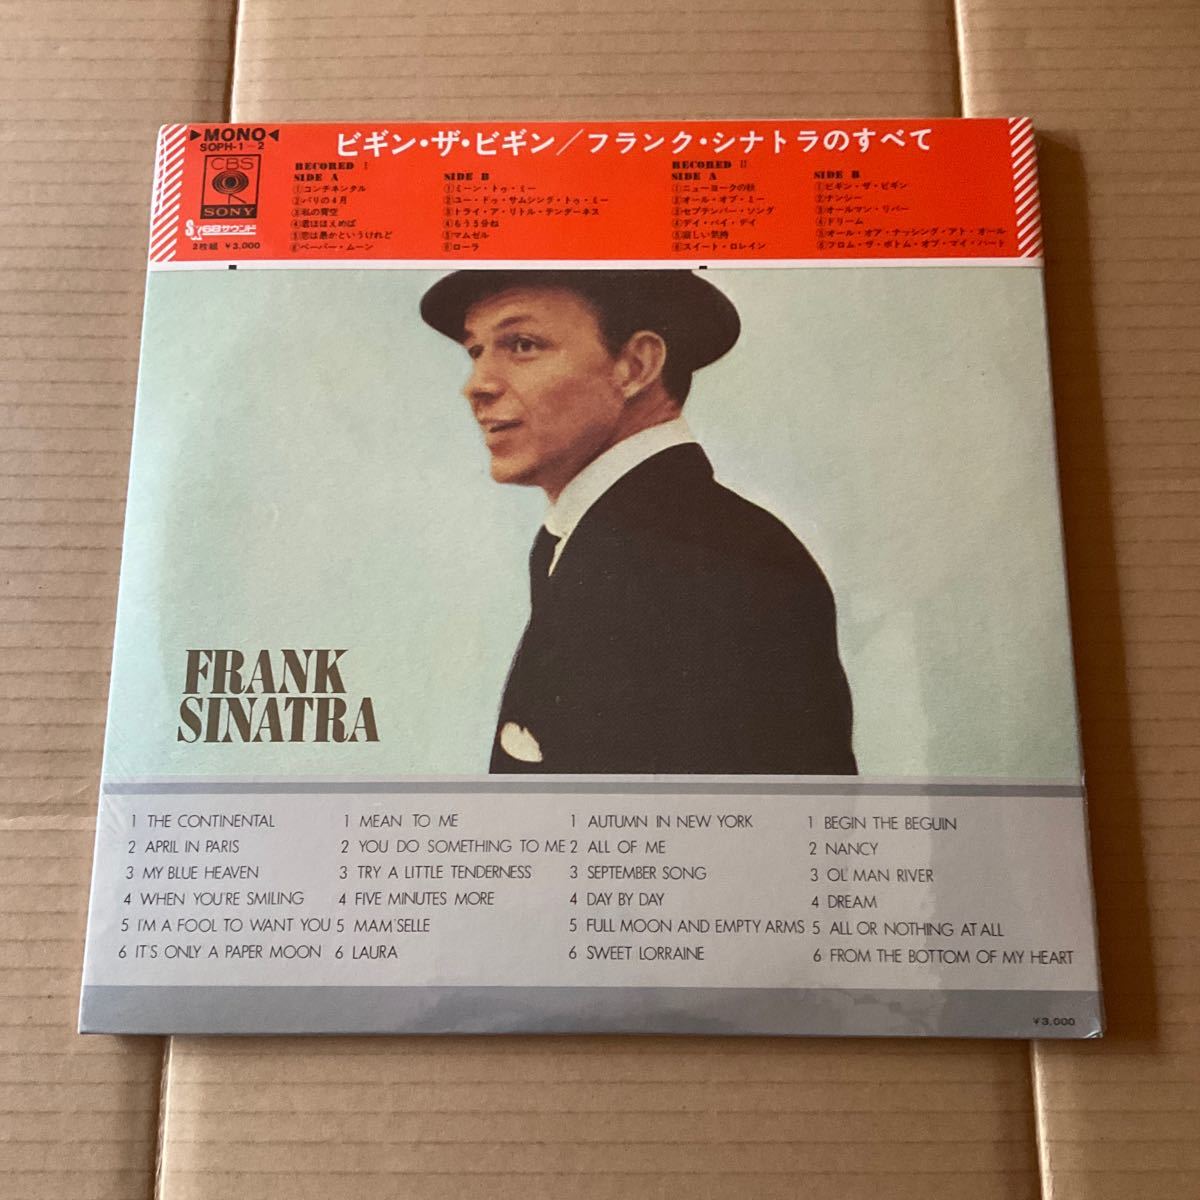 ▶MONO◀
SOPH-1-2
CBS
SONY
SX68サウンド
2枚組 ¥3,000
ビギン・ザ・ビギン/フランク・シナトラのすべて
RECORED I
SIDE A
①コンチネンタル
②パリの4月
③私の青空
④君ほほえめば
⑤恋は愚かというけれど
⑥ペーパー・ムーン
SIDE B
①ミーン・トゥ・ミー
②ユー・ドゥ・サムシング・トゥ・ミー
③トライ・ア・リトル・テンダーネス
④もう5分ね
⑤マムゼル
⑥ローラ
RECORED II
SIDE A
①ニューヨークの秋
②オール・オブ・ミー
③セプテンバー・ソング
④デイ・バイ・デイ
⑤寂しい気持
⑥スイート・ロレイン
SIDE B
①ビギン・ザ・ビギン
②ナンシー
③オールマン・リバー
④ドリーム
⑤オール・オア・ナッシング・アト・オール
⑥フロム・ザ・ボトム・オブ・マイ・ハート
FRANK
SINATRA
1 THE CONTINENTAL
2 APRIL IN PARIS
3 MY BLUE HEAVEN
4 WHEN YOU'RE SMILING
5 I'M A FOOL TO WANT YOU
6 IT'S ONLY A PAPER MOON
1 MEAN TO ME
2 YOU DO SOMETHING TO ME
3 TRY A LITTLE TENDERNESS
4 FIVE MINUTES MORE
5 MAM'SELLE
6 LAURA
1 AUTUMN IN NEW YORK
2 ALL OF ME
3 SEPTEMBER SONG
4 DAY BY DAY
5 FULL MOON AND EMPTY ARMS
6 SWEET LORRAINE
1 BEGIN THE BEGUIN
2 NANCY
3 OL' MAN RIVER
4 DREAM
5 ALL OR NOTHING AT ALL
6 FROM THE BOTTOM OF MY HEART
¥3,000